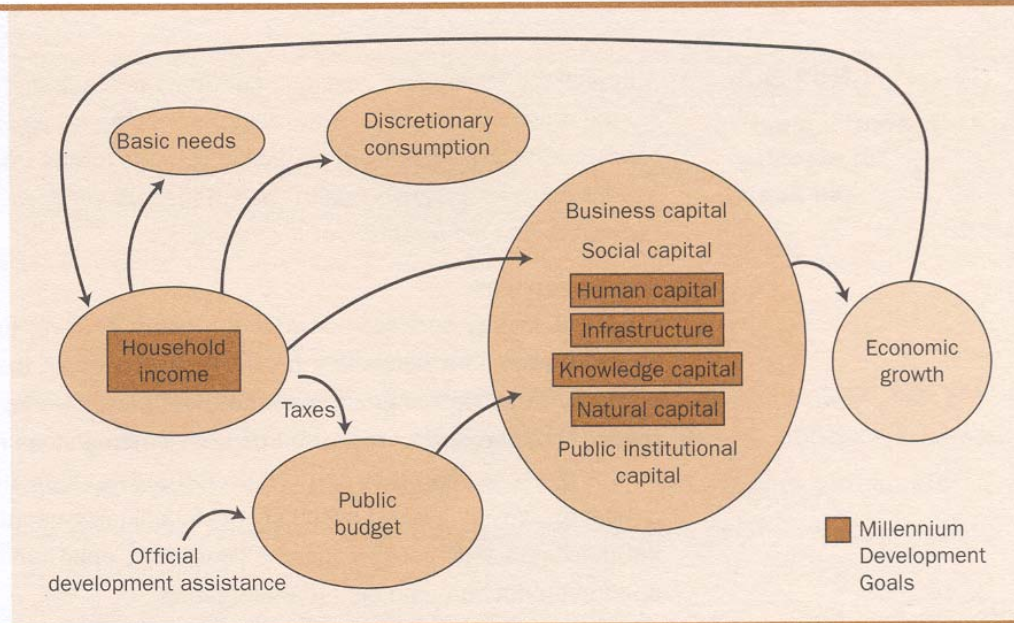 Basic needs
Discretionary
consumption
Business capital
Social capital
Human capital
Infrastructure
Knowledge capital
Natural capital
Public institutional
capital
Household
income
Economic
growth
Taxes
Public
budget
Official
development assistance
Millennium
Development
Goals